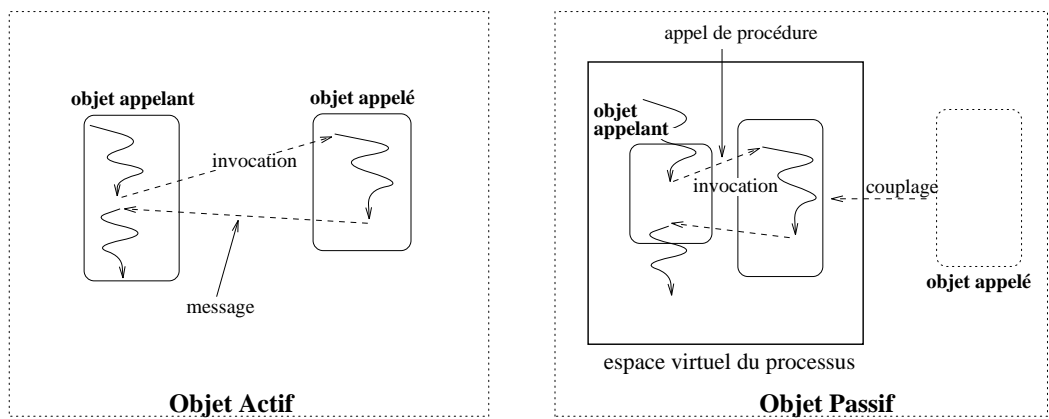 objet appelant
objet appelé
invocation
message
Objet Actif
appel de procédure
objet
appelant
invocation
couplage
objet appelé
espace virtuel du processus
Objet Passif